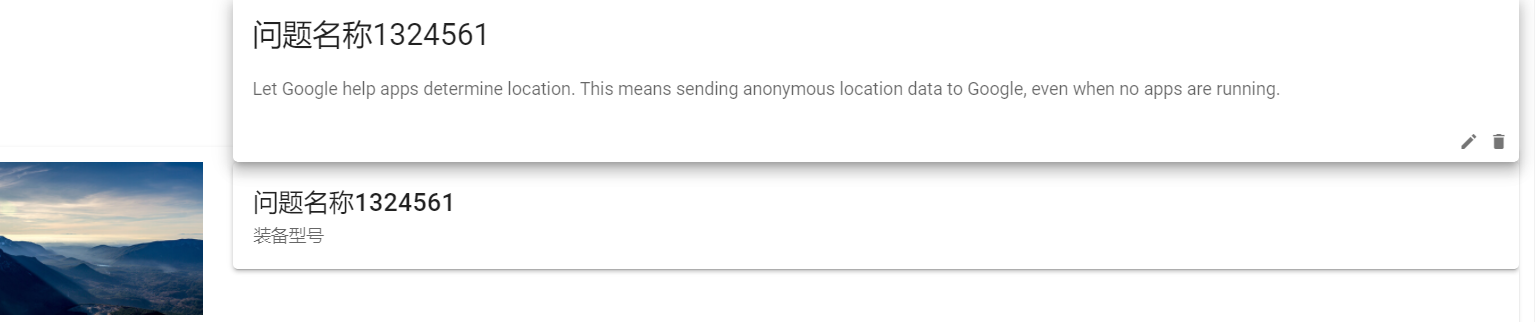 问题名称1324561
Let Google help apps determine location. This means sending anonymous location data to Google, even when no apps are running.
问题名称1324561
装备型号